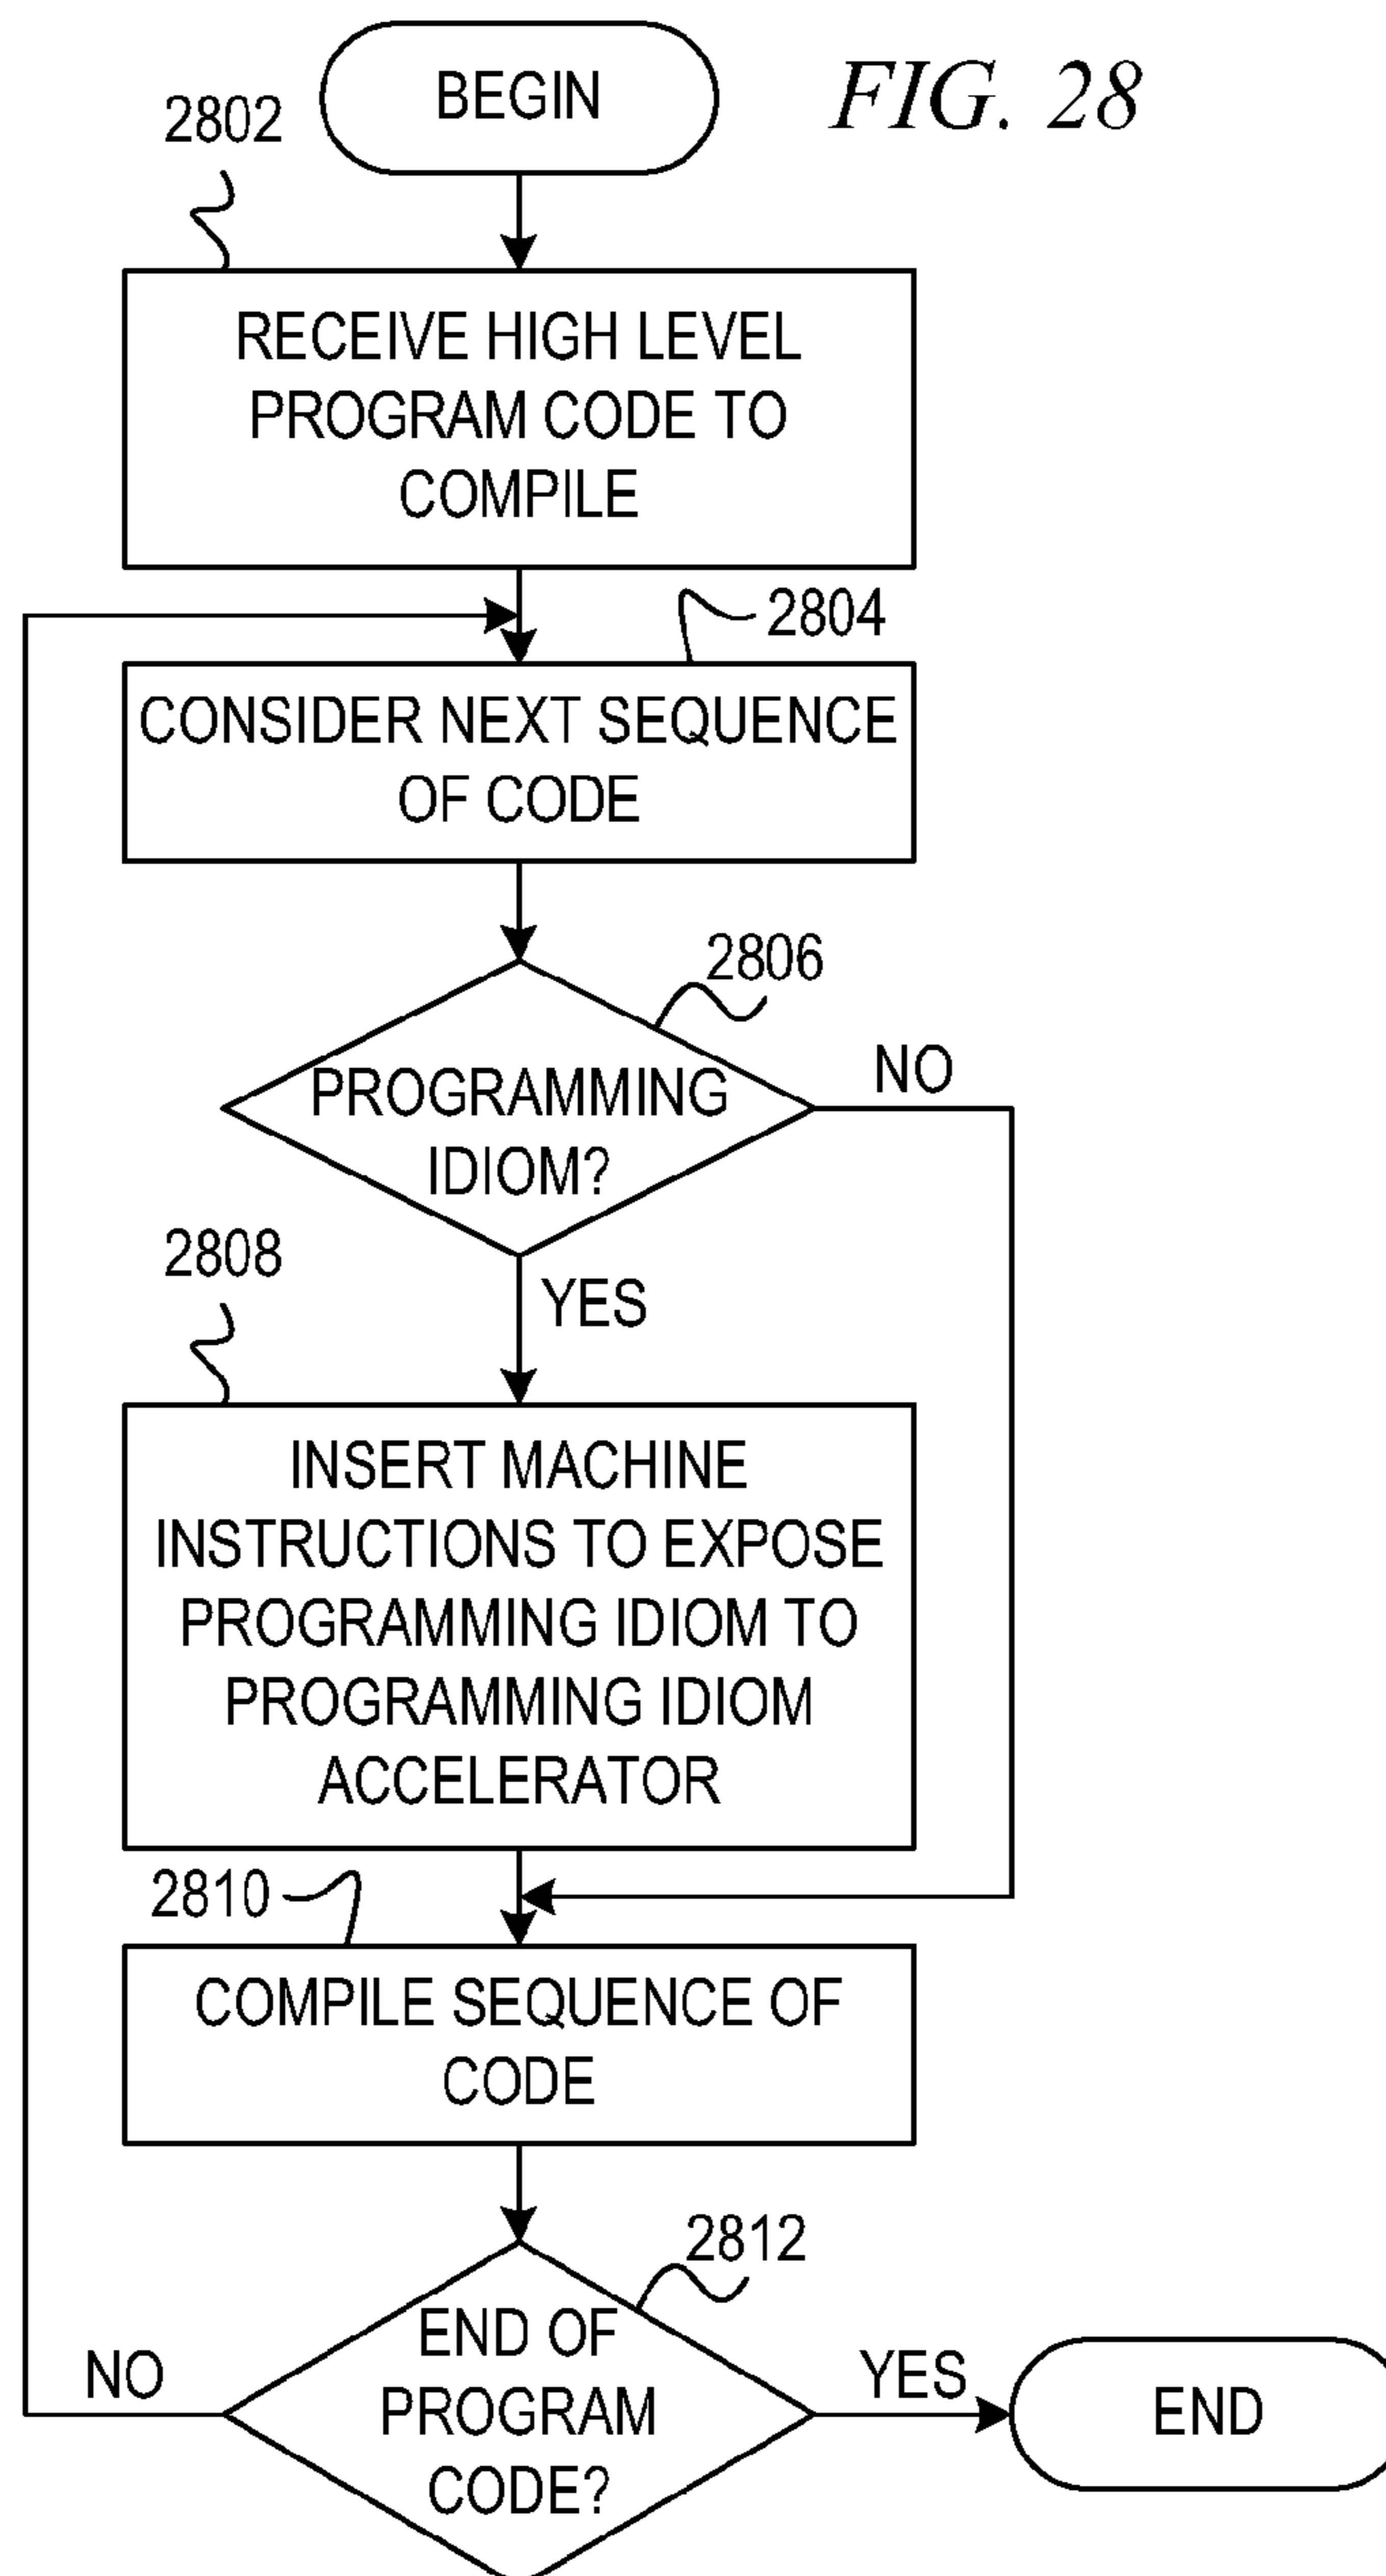 BEGIN
FIG. 28
2802
RECEIVE HIGH LEVEL
PROGRAM CODE TO
COMPILE
2804
CONSIDER NEXT SEQUENCE
OF CODE
2806
PROGRAMMING
IDIOM?
NO
2808
YES
INSERT MACHINE
INSTRUCTIONS TO EXPOSE
PROGRAMMING IDIOM TO
PROGRAMMING IDIOM
ACCELERATOR
2810
COMPILE SEQUENCE OF
CODE
2812
END OF
PROGRAM
CODE?
NO
YES
END